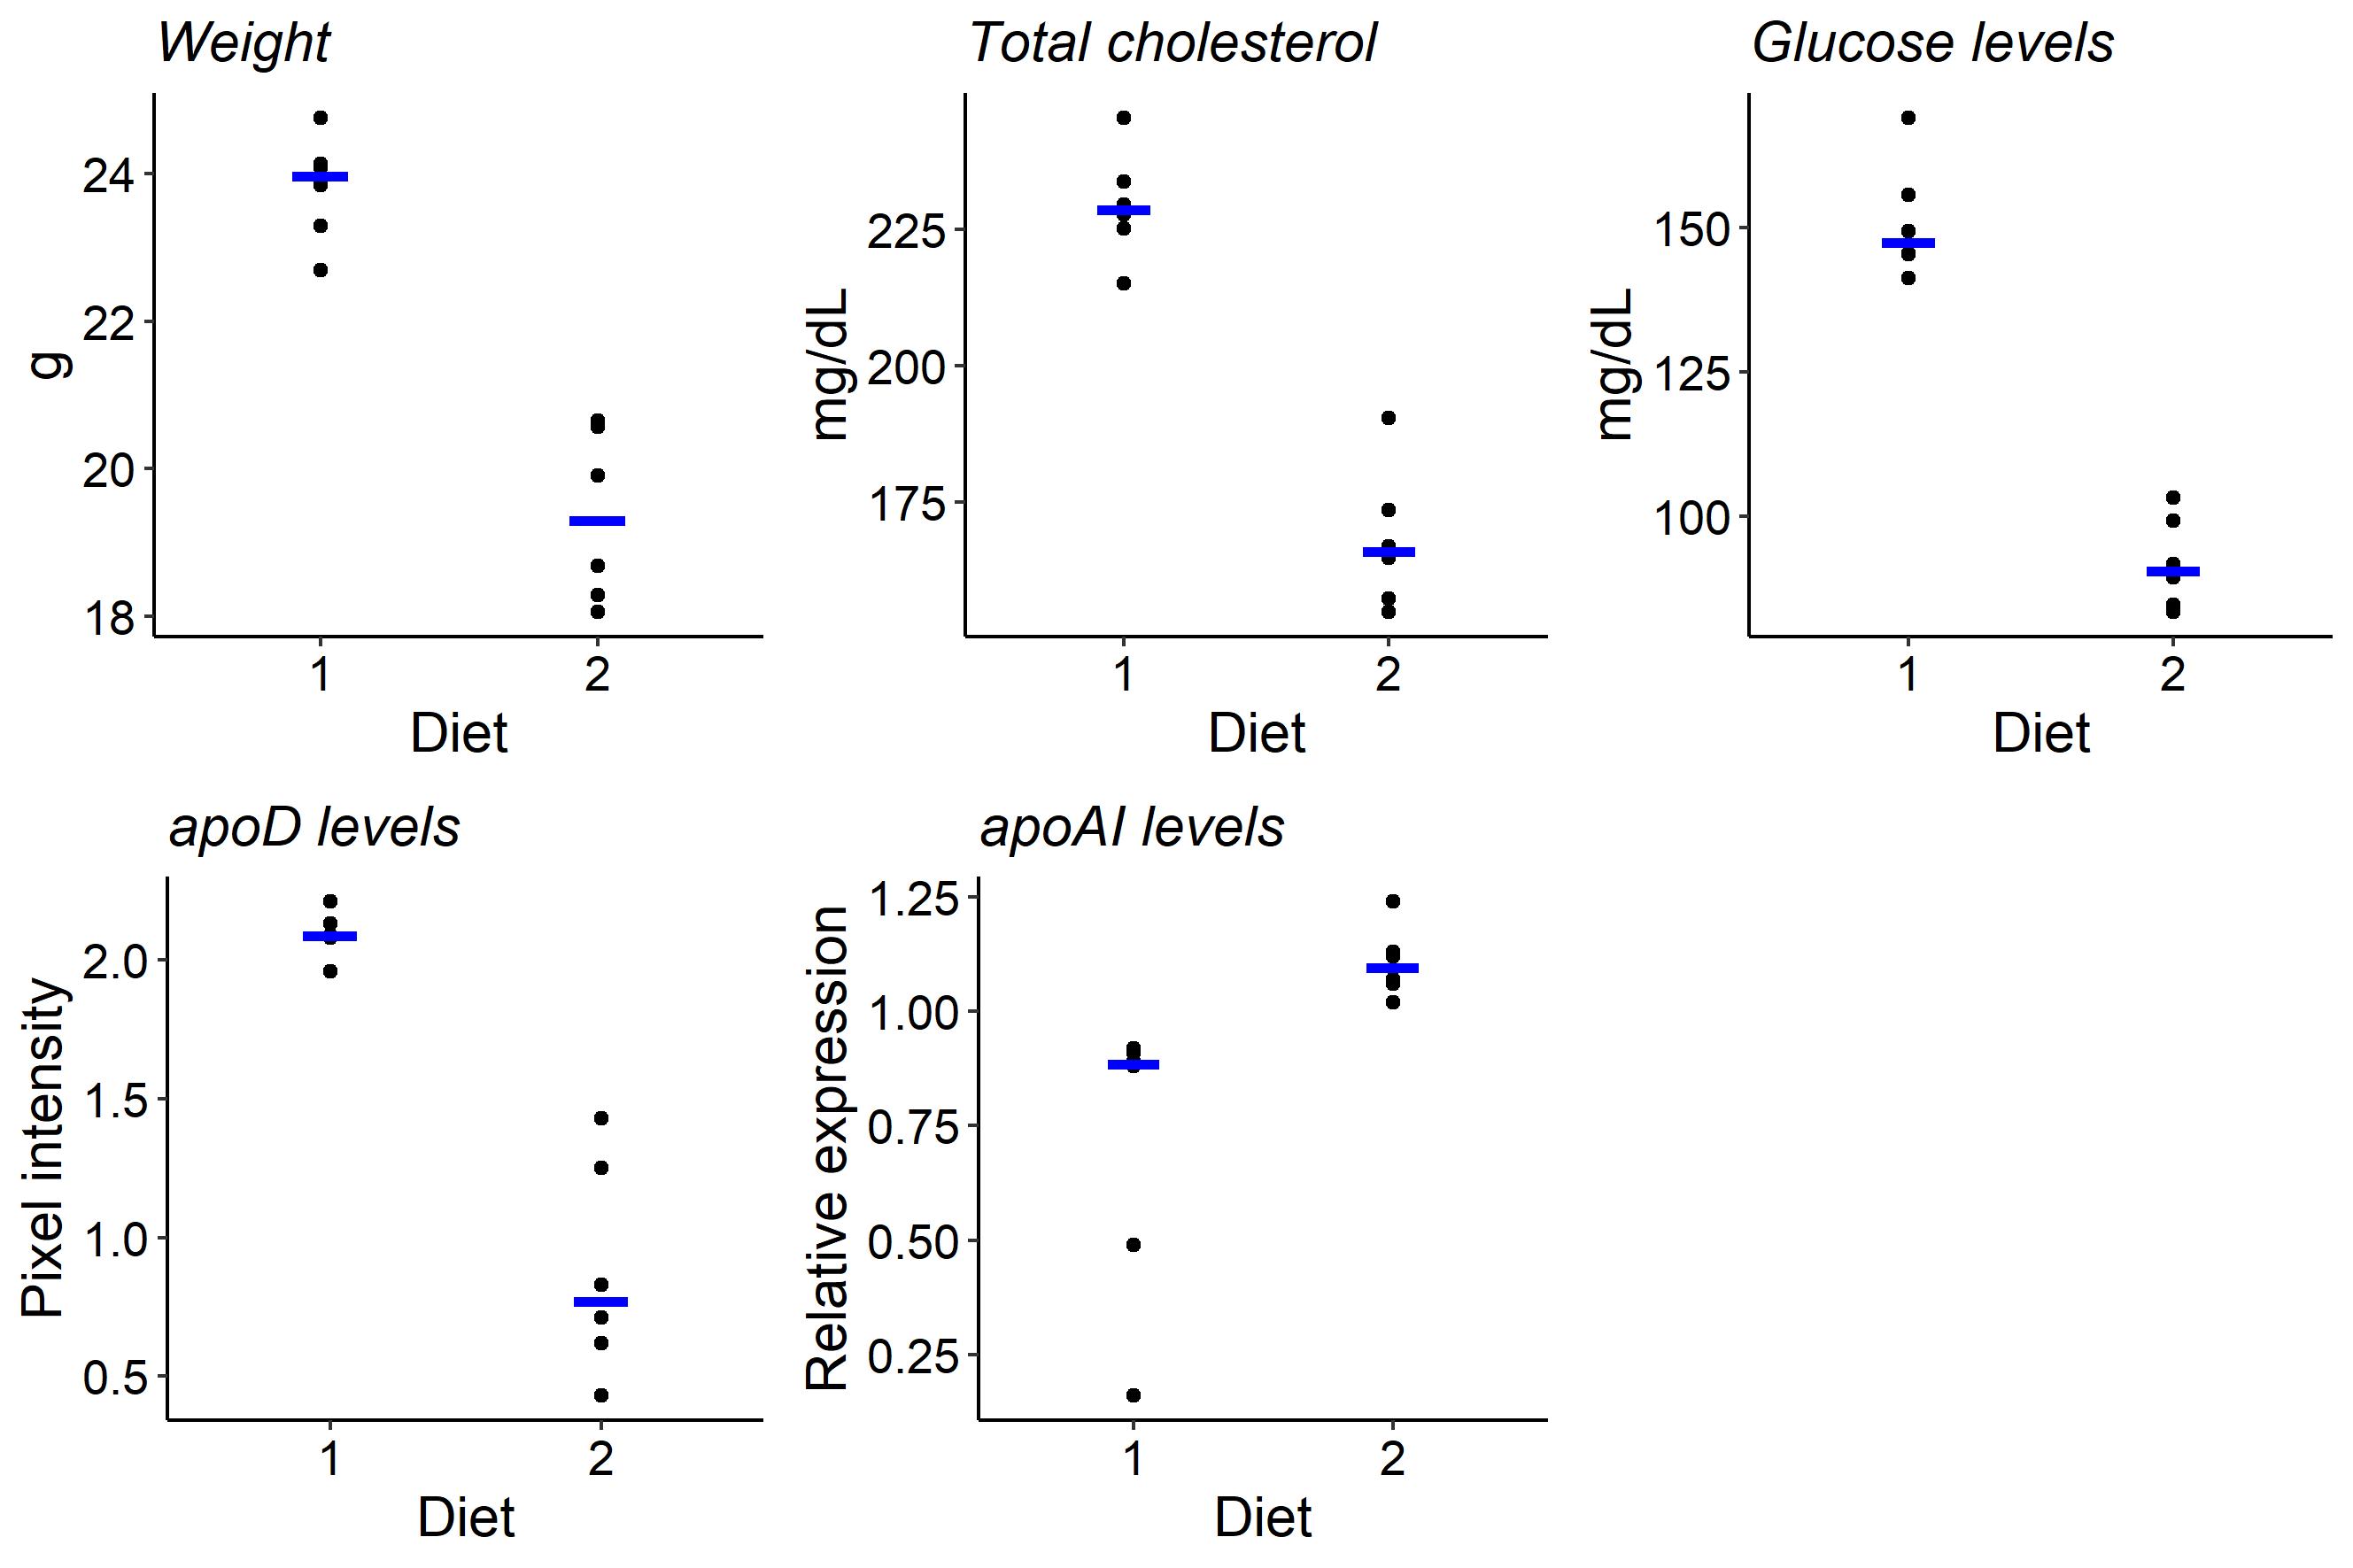 Weight
g
24
22
20
18
1 2
Diet
Total cholesterol
mg/dL
225
200
175
1 2
Diet
Glucose levels
mg/dL
150
125
100
1 2
Diet
apoD levels
Pixel intensity
2.0
1.5
1.0
0.5
1 2
Diet
apoAI levels
Relative expression
1.25
1.00
0.75
0.50
0.25
1 2
Diet